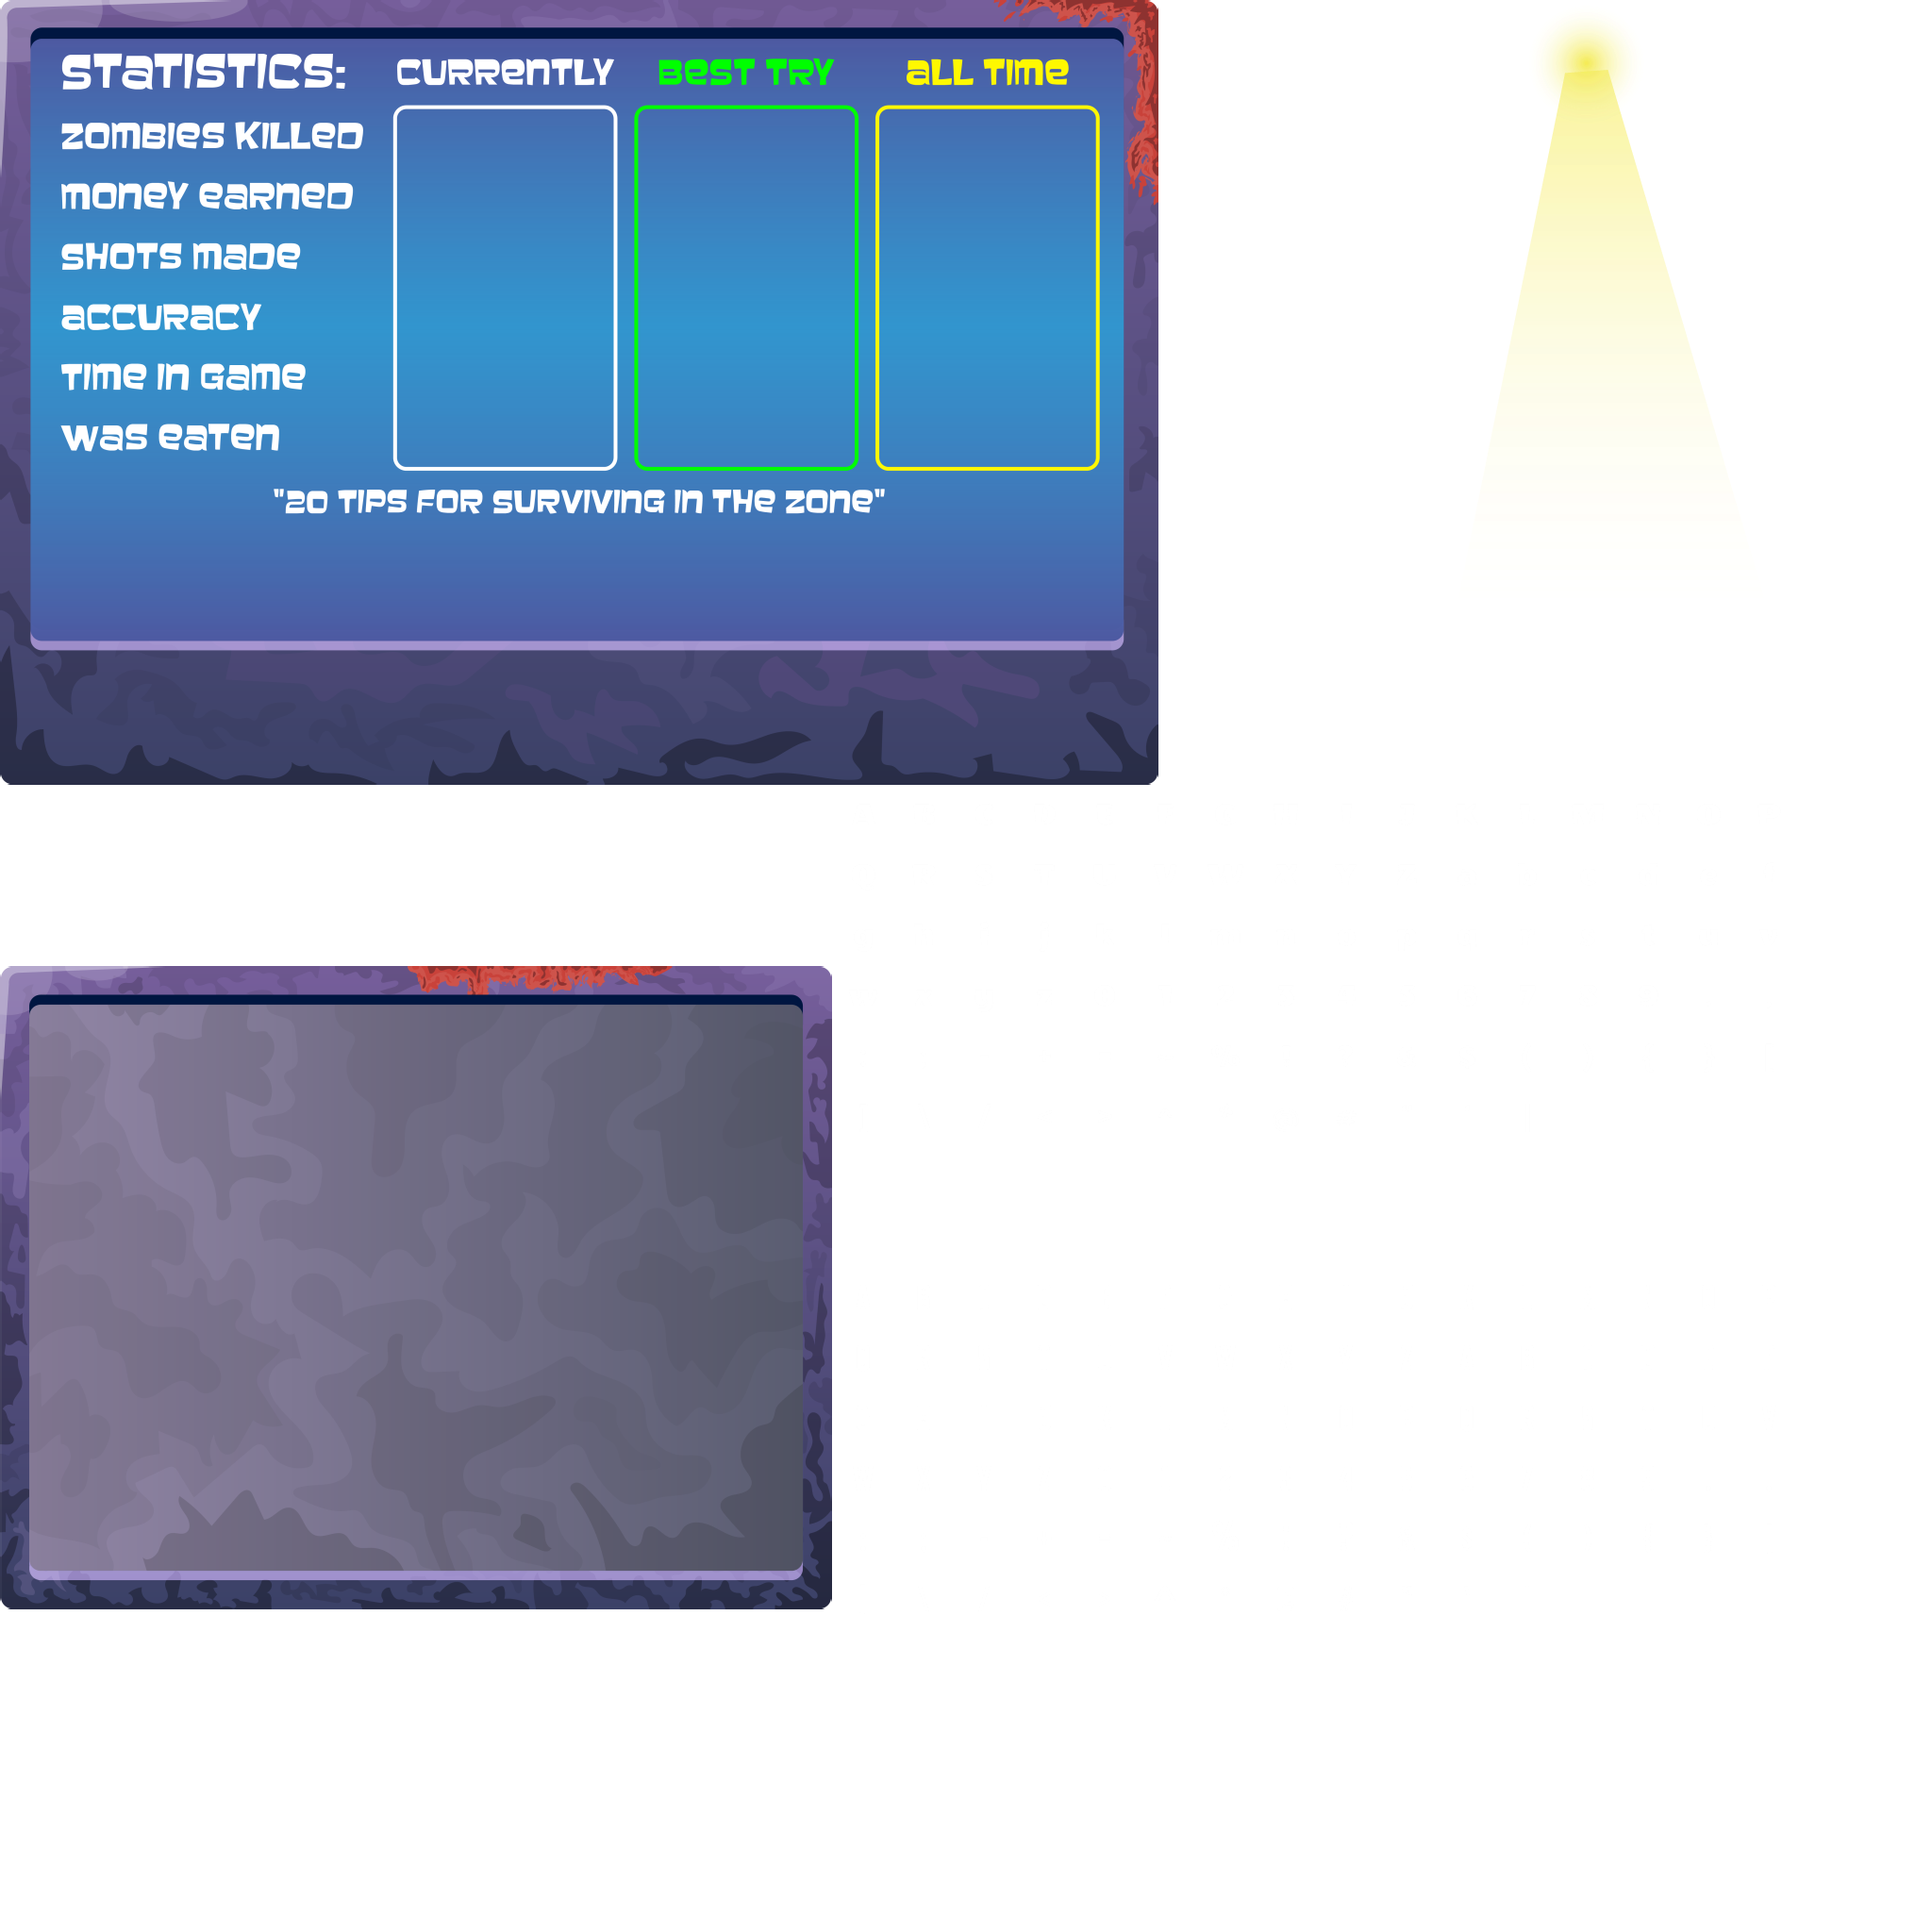 STATISTICS: CURRENTLY BEST TRY ALL TIME
ZOMBIES KILLED
MONEY EARNED
SHOTS MADE
ACCURACY
TIME IN GAME
WAS EATEN
"20 TIPS FOR SURVIVING IN THE ZONE"